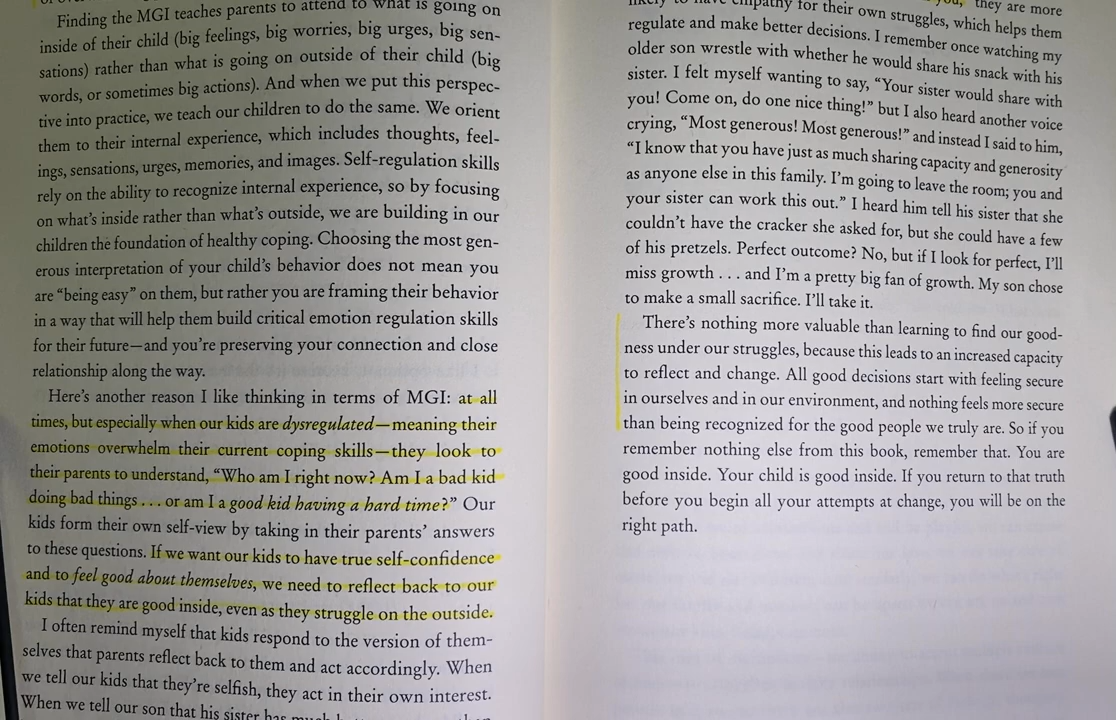 Finding the MGI teaches parents to attend to what is going on
inside of their child (big feelings, big worries, big urges, big sen-
sations) rather than what is going on outside of their child (big
words, or sometimes big actions). And when we put this perspec-
tive into practice, we teach our children to do the same. We orient
them to their internal experience, which includes thoughts, feel-
ings, sensations, urges, memories, and images. Self-regulation skills
rely on the ability to recognize internal experience, so by focusing
on what's inside rather than what's outside, we are building in our
children the foundation of healthy coping. Choosing the most gen-
erous interpretation of your child's behavior does not mean you
are “being easy” on them, but rather you are framing their behavior
in a way that will help them build critical emotion regulation skills
for their future—and you're preserving your connection and close
relationship along the way.
Here's another reason I like thinking in terms of MGI: at all
times, but especially when our kids are dysregulated—meaning their
emotions overwhelm their current coping skills—they look to
their parents to understand, “Who am I right now? Am I a bad kid
doing bad things . . . or am I a good kid having a hard time?” Our
kids form their own self-view by taking in their parents' answers
to these questions. If we want our kids to have true self-confidence
and to feel good about themselves, we need to reflect back to our
kids that they are good inside, even as they struggle on the outside.
I often remind myself that kids respond to the version of them-
selves that parents reflect back to them and act accordingly. When
we tell our kids that they're selfish, they act in their own interest.
When we tell our son that his sister has
you, they are more
likely to have empathy for their own struggles, which helps them
regulate and make better decisions. I remember once watching my
older son wrestle with whether he would share his snack with his
sister. I felt myself wanting to say, “Your sister would share with
you! Come on, do one nice thing!” but I also heard another voice
crying, “Most generous! Most generous!” and instead I said to him,
“I know that you have just as much sharing capacity and generosity
as anyone else in this family. I'm going to leave the room; you and
your sister can work this out.” I heard him tell his sister that she
couldn't have the cracker she asked for, but she could have a few
of his pretzels. Perfect outcome? No, but if I look for perfect, I'll
miss growth . . . and I'm a pretty big fan of growth. My son chose
to make a small sacrifice. I'll take it.
There's nothing more valuable than learning to find our good-
ness under our struggles, because this leads to an increased capacity
to reflect and change. All good decisions start with feeling secure
in ourselves and in our environment, and nothing feels more secure
than being recognized for the good people we truly are. So if you
remember nothing else from this book, remember that. You are
good inside. Your child is good inside. If you return to that truth
before you begin all your attempts at change, you will be on the
right path.